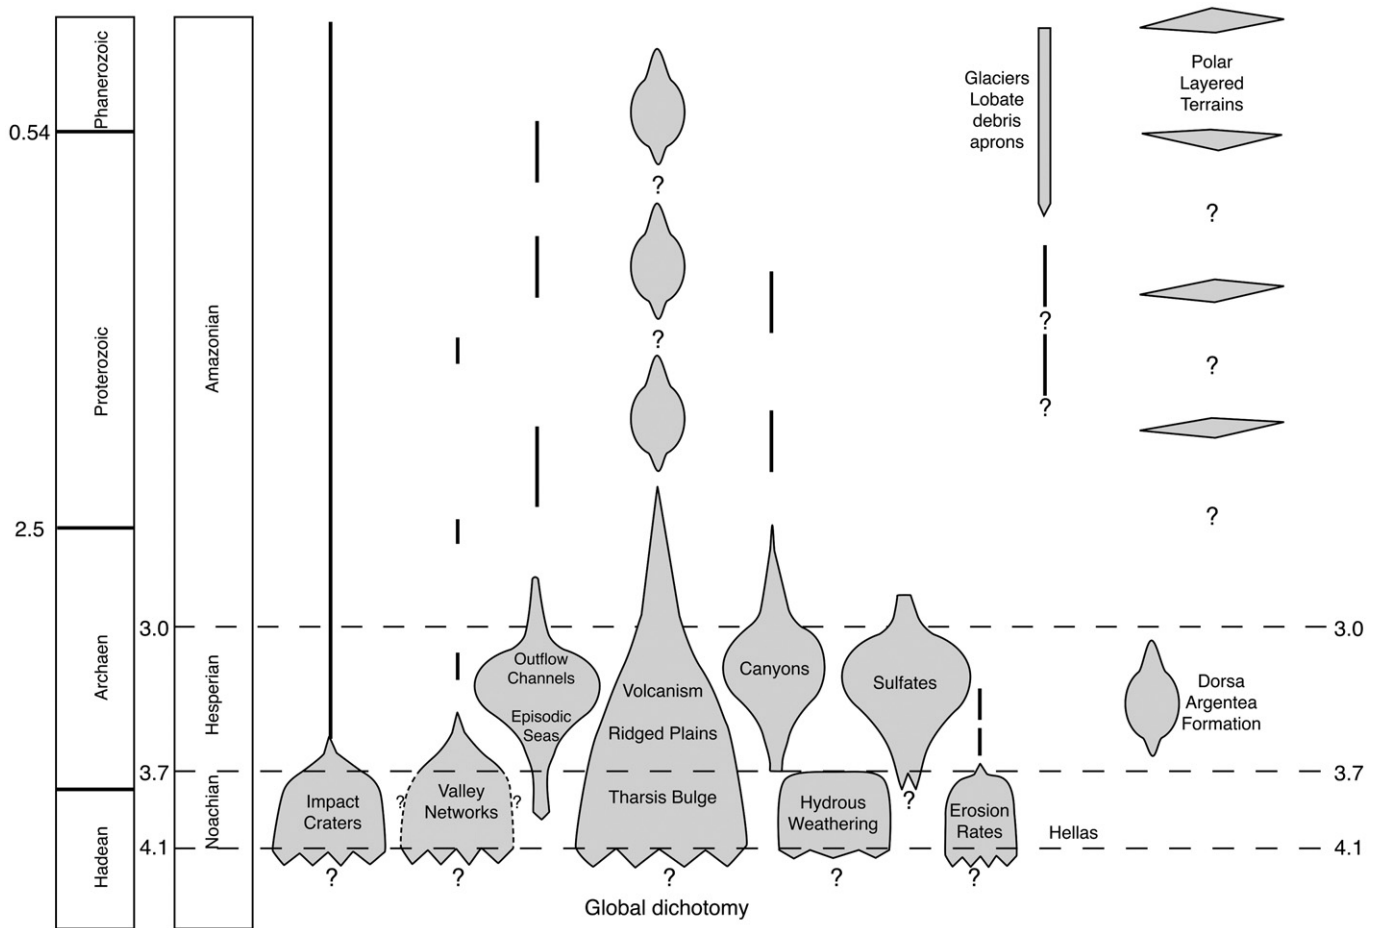 Phanerozoic
0.54
Proterozoic
2.5
Archaen
Hadean
Amazonian
Hesperian
Noachian
3.0
3.7
4.1
Impact
Craters
?
?
Valley
Networks
?
?
Outflow
Channels
Episodic
Seas
?
?
Volcanism
Ridged Plains
Tharsis Bulge
?
Canyons
Hydrous
Weathering
?
Sulfates
?
Erosion
Rates
?
Glaciers
Lobate
debris
aprons
?
?
Polar
Layered
Terrains
?
?
?
Dorsa
Argentea
Formation
Hellas
3.0
3.7
4.1
Global dichotomy